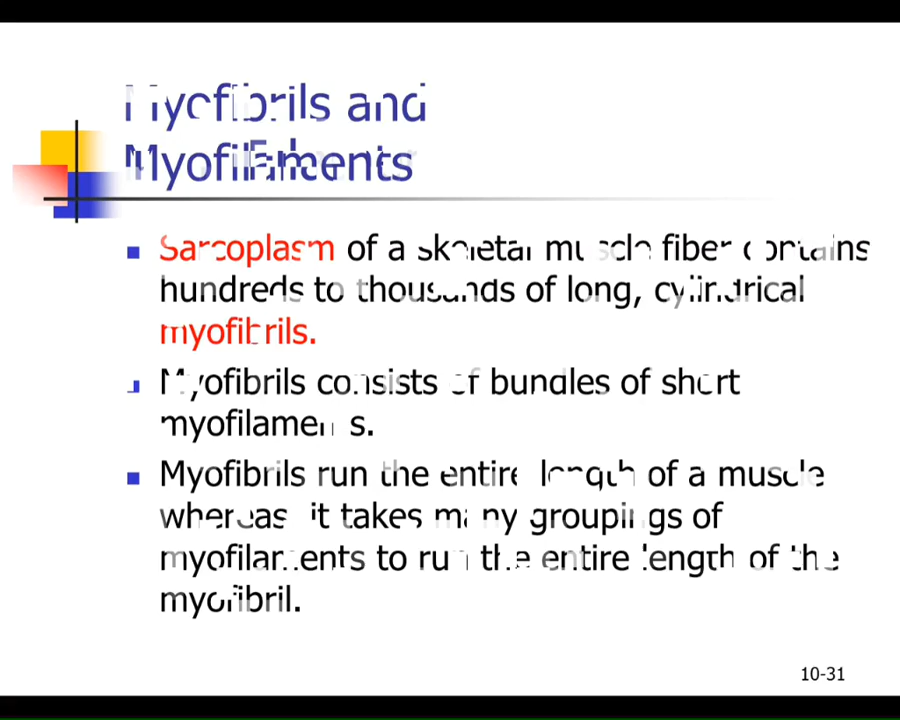 Myofibrils and
Myofilaments
Sarcoplasm of a skeletal muscle fiber contains
hundreds to thousands of long, cylindrical
myofibrils.
Myofibrils consists of bundles of short
myofilaments.
Myofibrils run the entire length of a muscle
whereas it takes many groupings of
myofilaments to run the entire length of the
myofibril.
10-31